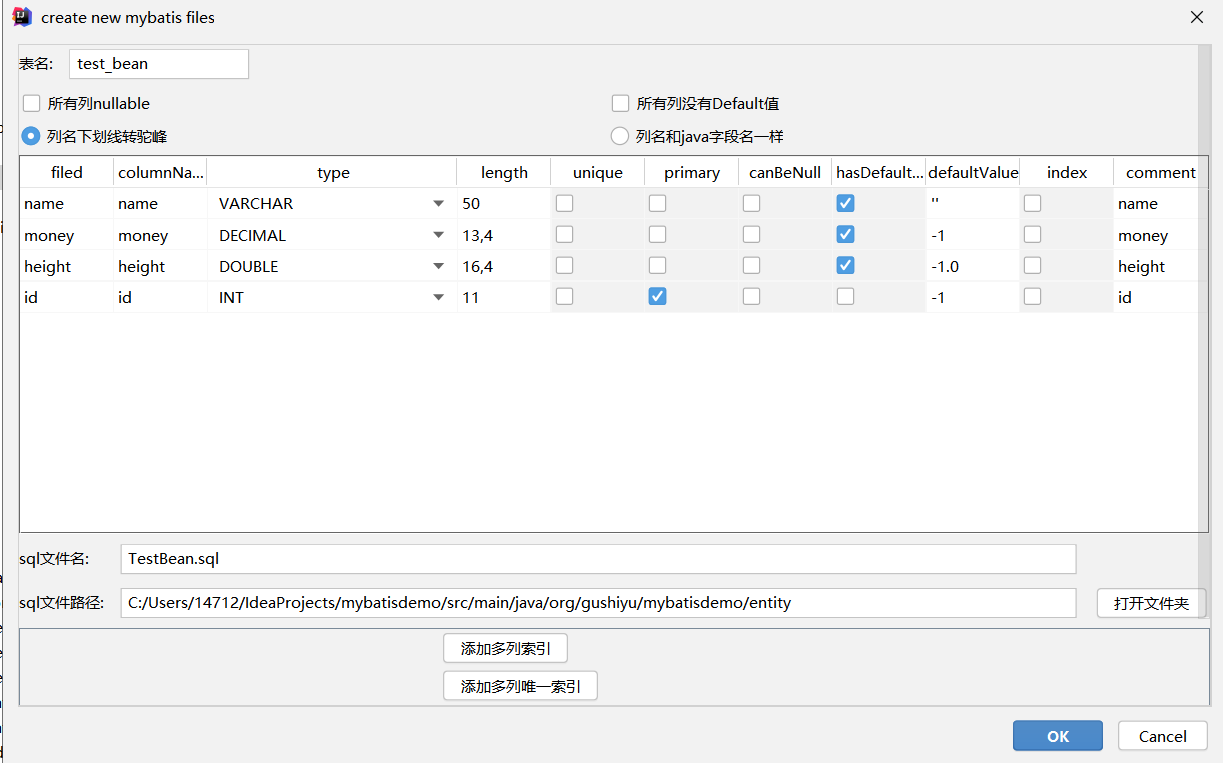 create new mybatis files
表名: test_bean
所有列nullable 所有列没有Default值
列名下划线转驼峰 列名和java字段名一样
filed columnNa... type length unique primary canBeNull hasDefault... defaultValue index comment
name name VARCHAR 50 '' name
money money DECIMAL 13,4 -1 money
height height DOUBLE 16,4 -1.0 height
id id INT 11 -1 id
sql文件名: TestBean.sql
sql文件路径: C:/Users/14712/IdeaProjects/mybatisdemo/src/main/java/org/gushiyu/mybatisdemo/entity 打开文件夹
添加多列索引
添加多列唯一索引
OK Cancel